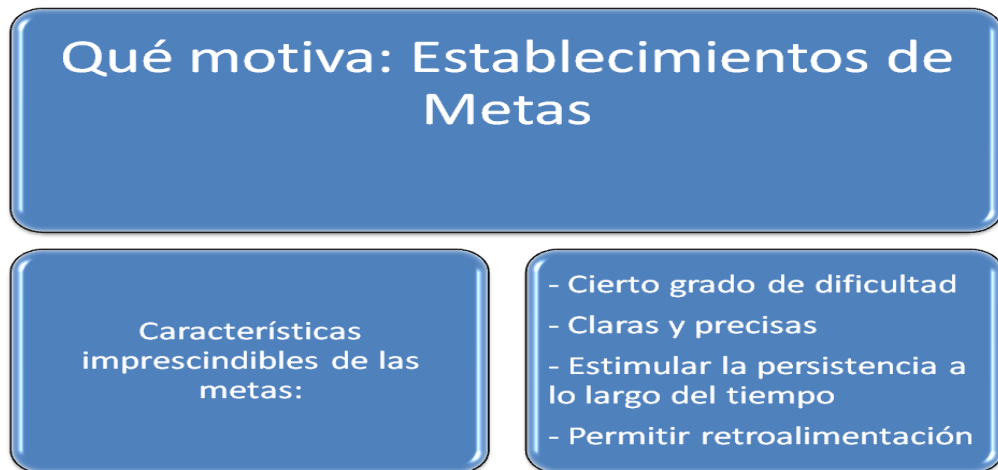 Qué motiva: Establecimientos de
Metas
Características
imprescindibles de las
metas:
- Cierto grado de dificultad
- Claras y precisas
- Estimular la persistencia a
lo largo del tiempo
- Permitir retroalimentación